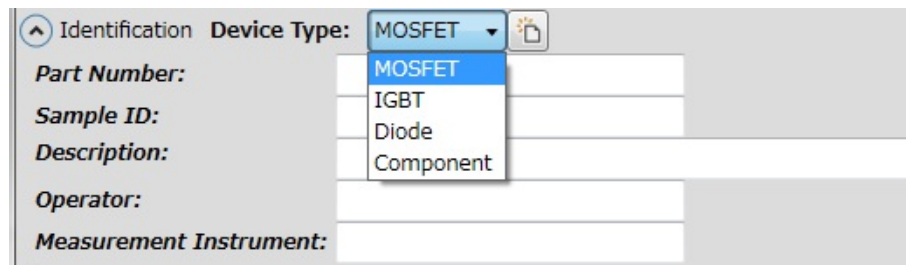 Identification Device Type: MOSFET
Part Number: MOSFET
Sample ID: IGBT
Diode
Description:
Component
Operator:
Measurement Instrument: